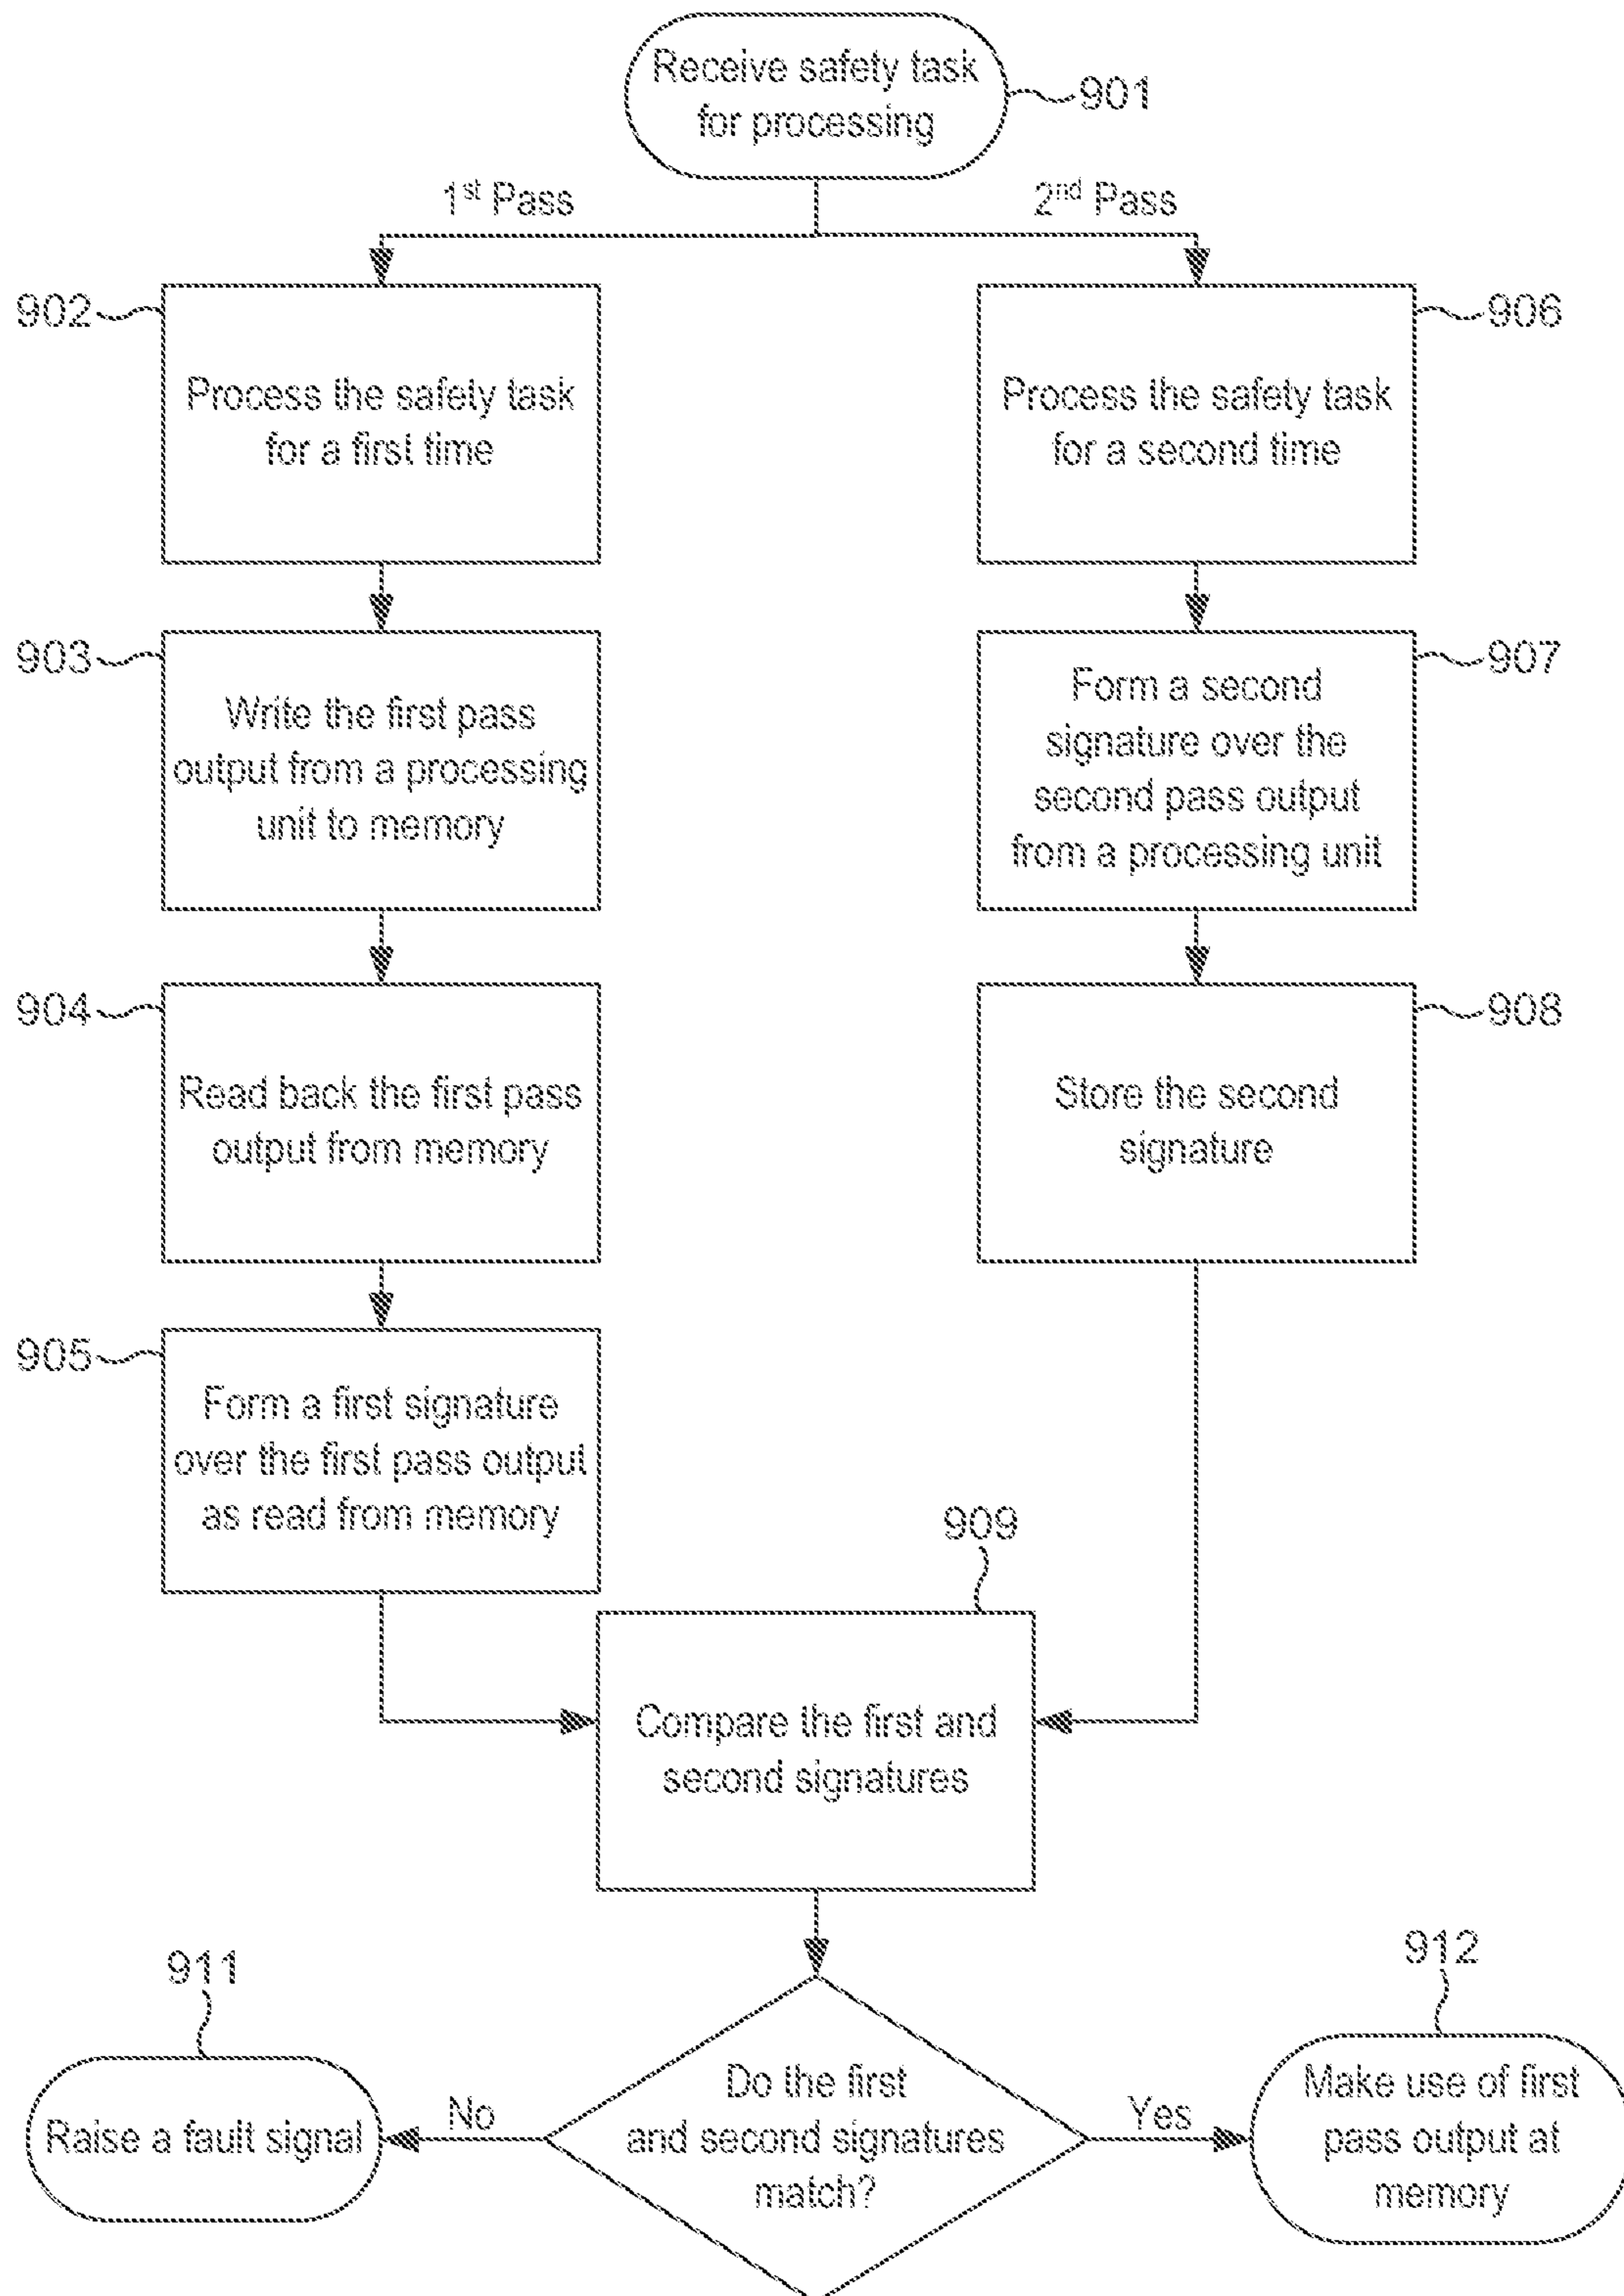 Receive safety task
for processing
901
1st Pass
2nd Pass
902
Process the safety task
for a first time
906
Process the safety task
for a second time
903
Write the first pass
output from a processing
unit to memory
907
Form a second
signature over the
second pass output
from a processing unit
904
Read back the first pass
output from memory
908
Store the second
signature
905
Form a first signature
over the first pass output
as read from memory
909
Compare the first and
second signatures
911
Raise a fault signal
No
Do the first
and second signatures
match?
Yes
912
Make use of first
pass output at
memory